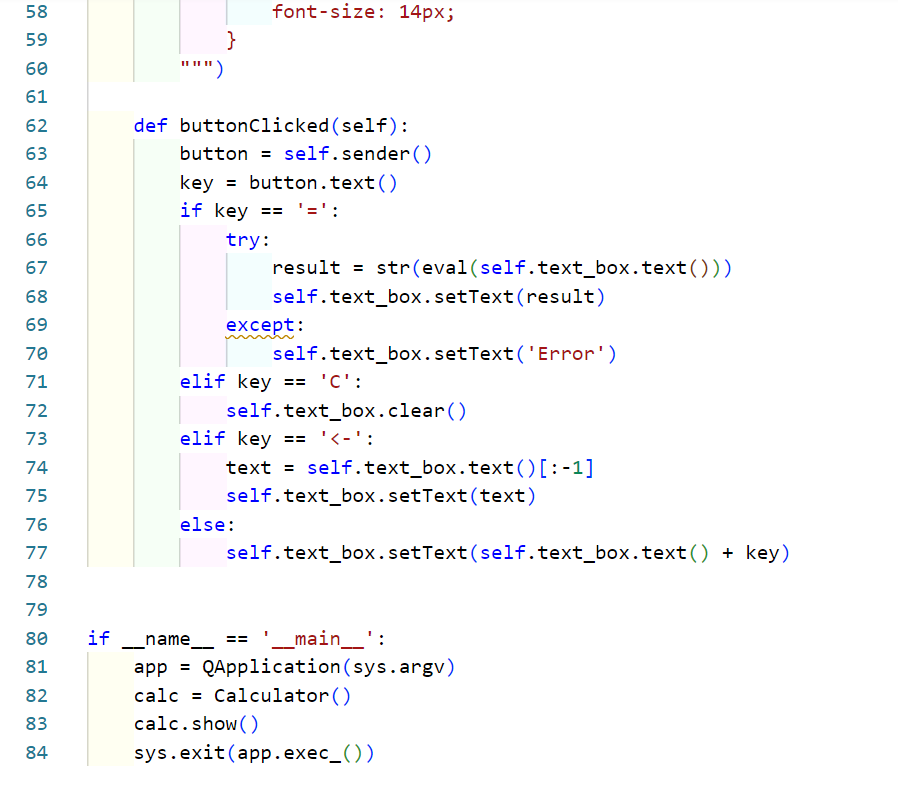 58                font-size: 14px;
59            }
60        """)
61
62    def buttonClicked(self):
63        button = self.sender()
64        key = button.text()
65        if key == '=':
66            try:
67                result = str(eval(self.text_box.text()))
68                self.text_box.setText(result)
69            except:
70                self.text_box.setText('Error')
71        elif key == 'C':
72            self.text_box.clear()
73        elif key == '<-':
74            text = self.text_box.text()[:-1]
75            self.text_box.setText(text)
76        else:
77            self.text_box.setText(self.text_box.text() + key)
78
79
80 if __name__ == '__main__':
81    app = QApplication(sys.argv)
82    calc = Calculator()
83    calc.show()
84    sys.exit(app.exec_())